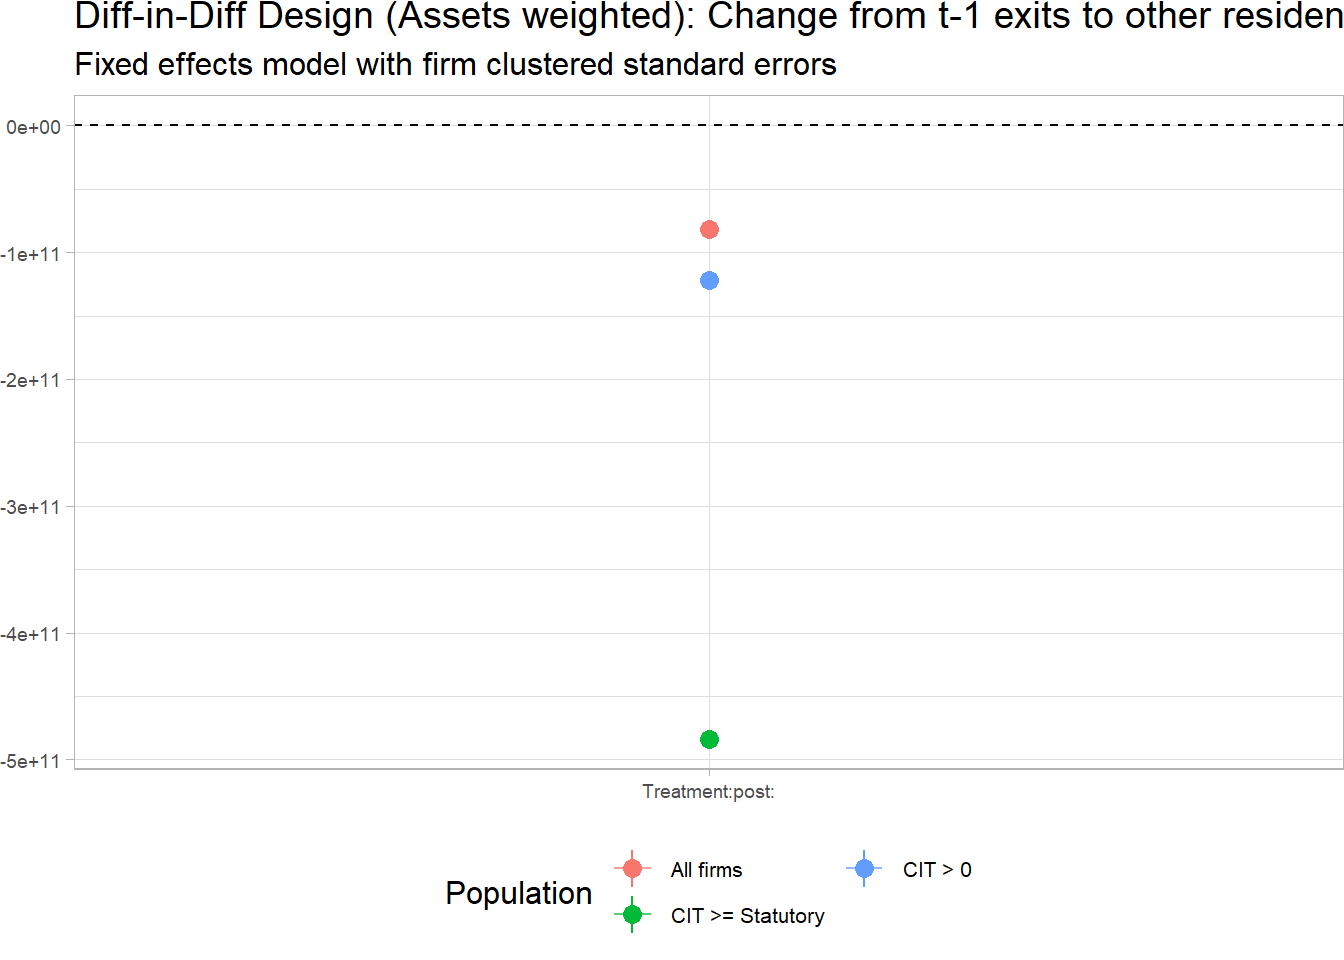 Diff-in-Diff Design (Assets weighted): Change from t-1 exits to other residen
Fixed effects model with firm clustered standard errors
0e+00
-1e+11
-2e+11
-3e+11
-4e+11
-5e+11
Treatment:post:
Population
All firms
CIT > 0
CIT >= Statutory